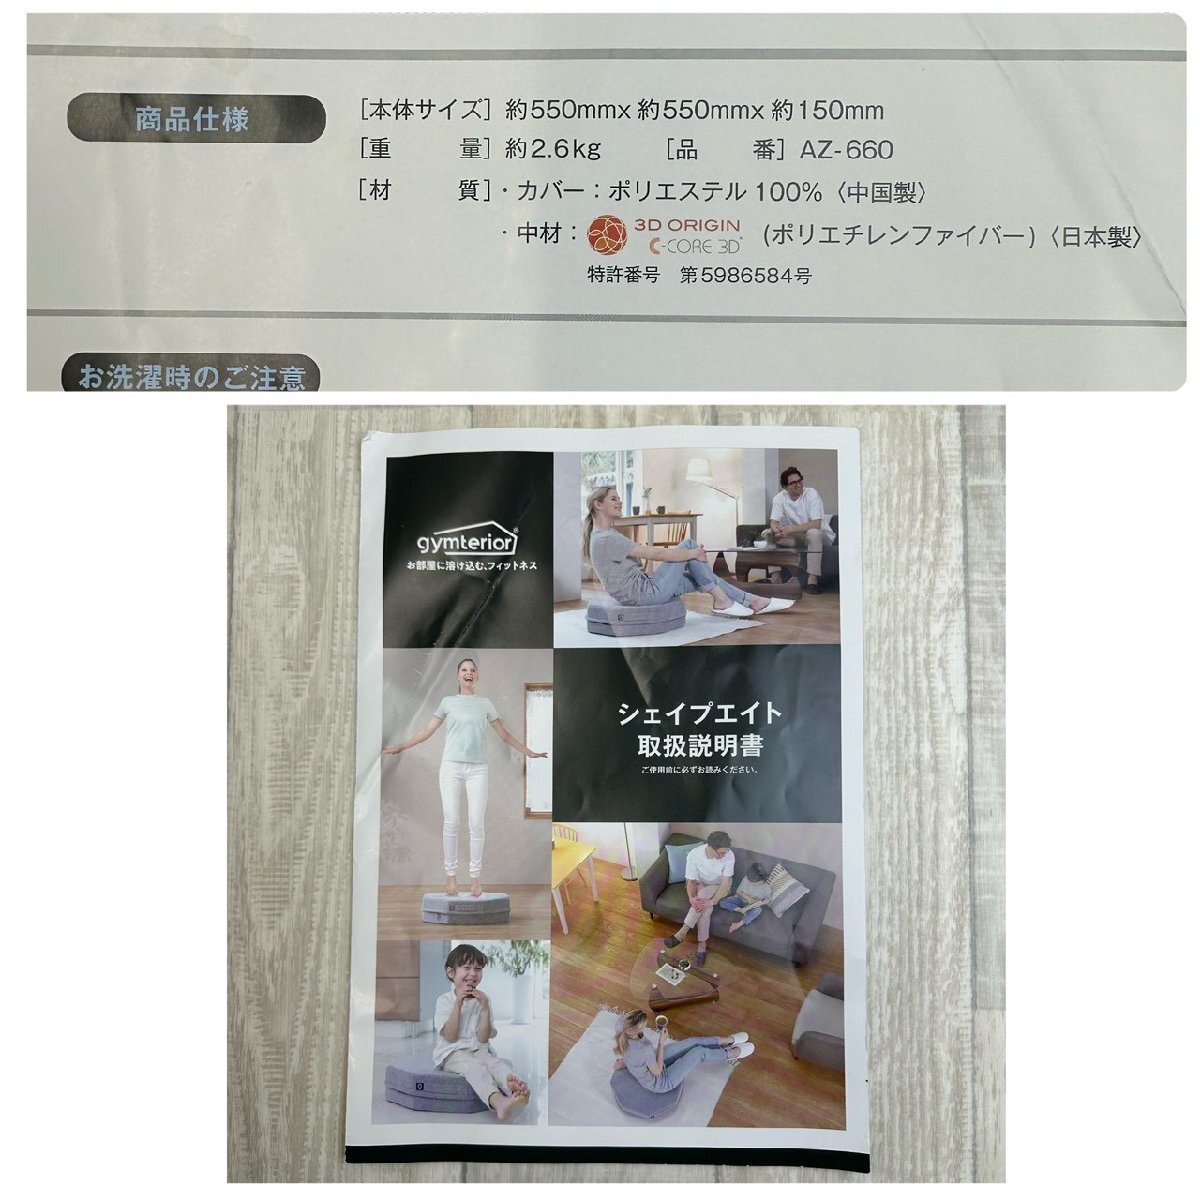 商品仕様
[本体サイズ] 約550mmx 約550mmx 約150mm
[重 量] 約2.6kg [品 番] AZ-660
[材 質]・カバー：ポリエステル 100%〈中国製〉
・中材： 3D ORIGIN C-CORE 3D® (ポリエチレンファイバー)〈日本製〉
特許番号 第5986584号
お洗濯時のご注意
gymterior®
お部屋に溶け込む、フィットネス
シェイプエイト
取扱説明書
ご使用前に必ずお読みください。